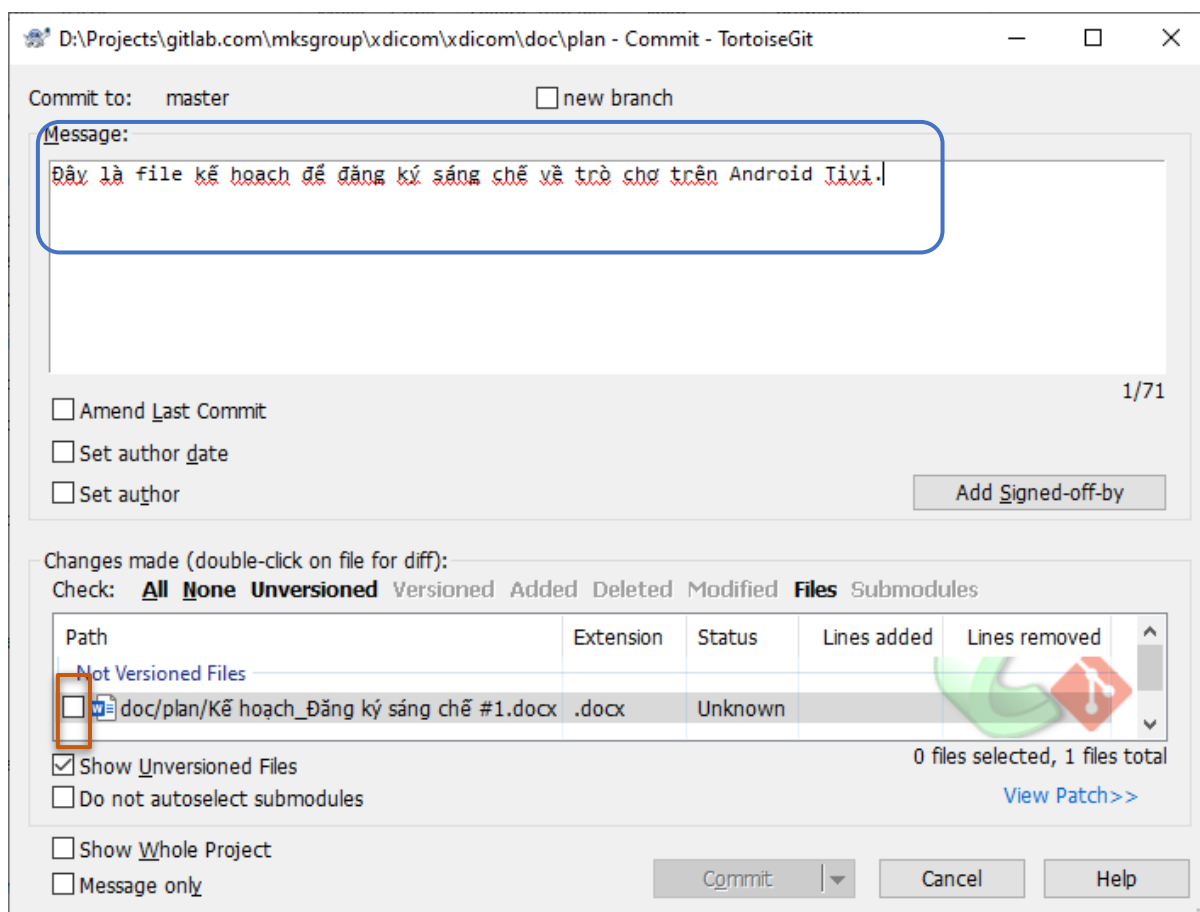 D:\Projects\gitlab.com\mksgroup\xdicom\xdicom\doc\plan - Commit - TortoiseGit
Commit to: master new branch
Message:
Đây là file kế hoạch để đăng ký sáng chế về trò chơ trên Android Tivi.
1/71
Amend Last Commit
Set author date
Set author Add Signed-off-by
Changes made (double-click on file for diff):
Check: All None Unversioned Versioned Added Deleted Modified Files Submodules
Path Extension Status Lines added Lines removed
Not Versioned Files
doc/plan/Kế hoạch_Đăng ký sáng chế #1.docx .docx Unknown
Show Unversioned Files 0 files selected, 1 files total
Do not autoselect submodules View Patch>>
Show Whole Project
Message only Commit Cancel Help